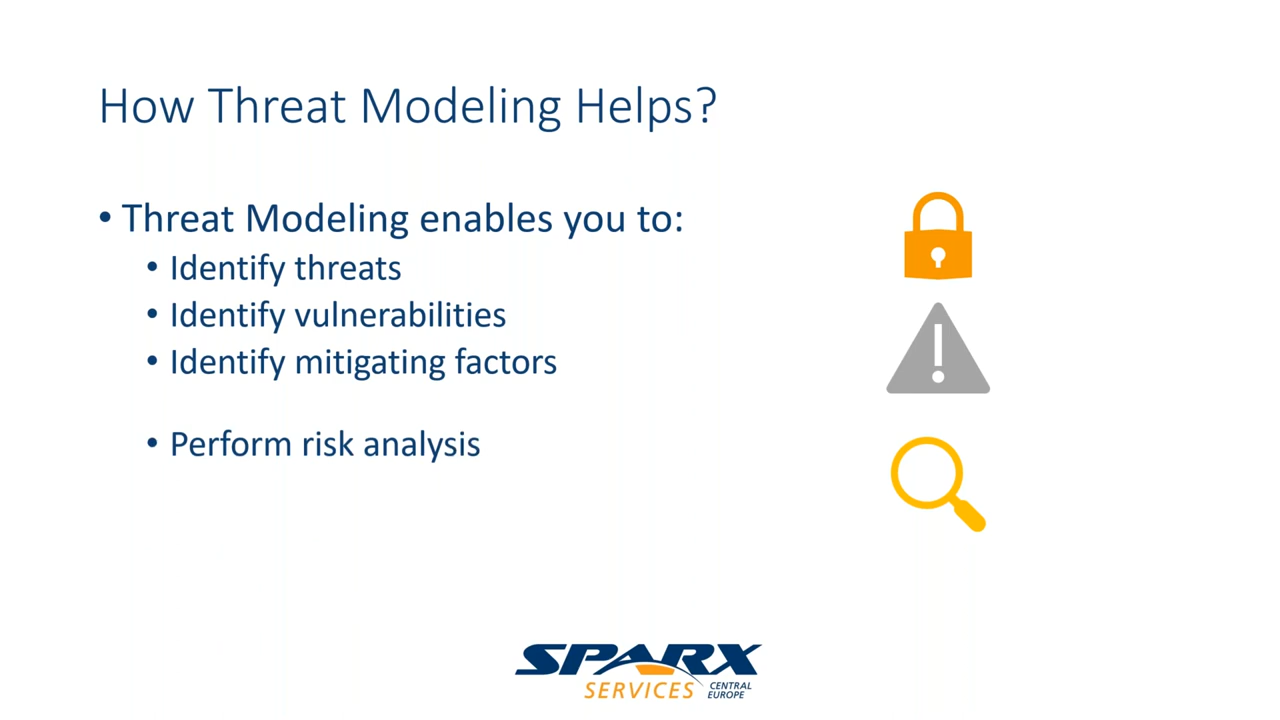 How Threat Modeling Helps?
• Threat Modeling enables you to:
• Identify threats
• Identify vulnerabilities
• Identify mitigating factors
• Perform risk analysis
SPARX
SERVICES CENTRAL
EUROPE